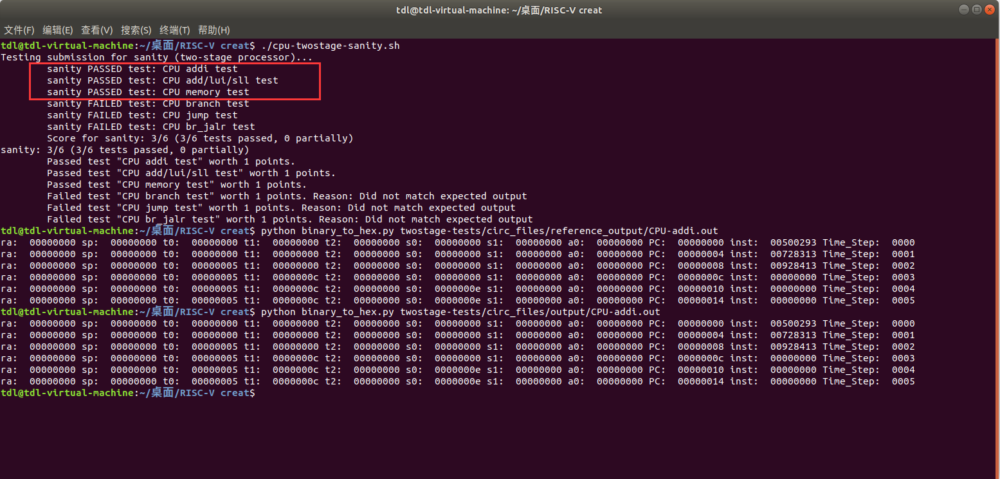 tdl@tdl-virtual-machine: ~/桌面/RISC-V creat
文件(F) 编辑(E) 查看(V) 搜索(S) 终端(T) 帮助(H)
tdl@tdl-virtual-machine:~/桌面/RISC-V creat$ ./cpu-twostage-sanity.sh
Testing submission for sanity (two-stage processor)...
sanity PASSED test: CPU addi test
sanity PASSED test: CPU add/lui/sll test
sanity PASSED test: CPU memory test
sanity FAILED test: CPU branch test
sanity FAILED test: CPU jump test
sanity FAILED test: CPU br_jalr test
Score for sanity: 3/6 (3/6 tests passed, 0 partially)
sanity: 3/6 (3/6 tests passed, 0 partially)
Passed test "CPU addi test" worth 1 points.
Passed test "CPU add/lui/sll test" worth 1 points.
Passed test "CPU memory test" worth 1 points.
Failed test "CPU branch test" worth 1 points. Reason: Did not match expected output
Failed test "CPU jump test" worth 1 points. Reason: Did not match expected output
Failed test "CPU br_jalr test" worth 1 points. Reason: Did not match expected output
tdl@tdl-virtual-machine:~/桌面/RISC-V creat$ python binary_to_hex.py twostage-tests/circ_files/reference_output/CPU-addi.out
ra: 00000000 sp: 00000000 t0: 00000000 t1: 00000000 t2: 00000000 s0: 00000000 s1: 00000000 a0: 00000000 PC: 00000000 inst: 00500293 Time_Step: 0000
ra: 00000000 sp: 00000000 t0: 00000000 t1: 00000000 t2: 00000000 s0: 00000000 s1: 00000000 a0: 00000000 PC: 00000004 inst: 00728313 Time_Step: 0001
ra: 00000000 sp: 00000000 t0: 00000005 t1: 00000000 t2: 00000000 s0: 00000000 s1: 00000000 a0: 00000000 PC: 00000008 inst: 00928413 Time_Step: 0002
ra: 00000000 sp: 00000000 t0: 00000005 t1: 0000000c t2: 00000000 s0: 00000000 s1: 00000000 a0: 00000000 PC: 0000000c inst: 00000000 Time_Step: 0003
ra: 00000000 sp: 00000000 t0: 00000005 t1: 0000000c t2: 00000000 s0: 0000000e s1: 00000000 a0: 00000000 PC: 00000010 inst: 00000000 Time_Step: 0004
ra: 00000000 sp: 00000000 t0: 00000005 t1: 0000000c t2: 00000000 s0: 0000000e s1: 00000000 a0: 00000000 PC: 00000014 inst: 00000000 Time_Step: 0005
tdl@tdl-virtual-machine:~/桌面/RISC-V creat$ python binary_to_hex.py twostage-tests/circ_files/output/CPU-addi.out
ra: 00000000 sp: 00000000 t0: 00000000 t1: 00000000 t2: 00000000 s0: 00000000 s1: 00000000 a0: 00000000 PC: 00000000 inst: 00500293 Time_Step: 0000
ra: 00000000 sp: 00000000 t0: 00000000 t1: 00000000 t2: 00000000 s0: 00000000 s1: 00000000 a0: 00000000 PC: 00000004 inst: 00728313 Time_Step: 0001
ra: 00000000 sp: 00000000 t0: 00000005 t1: 00000000 t2: 00000000 s0: 00000000 s1: 00000000 a0: 00000000 PC: 00000008 inst: 00928413 Time_Step: 0002
ra: 00000000 sp: 00000000 t0: 00000005 t1: 0000000c t2: 00000000 s0: 00000000 s1: 00000000 a0: 00000000 PC: 0000000c inst: 00000000 Time_Step: 0003
ra: 00000000 sp: 00000000 t0: 00000005 t1: 0000000c t2: 00000000 s0: 0000000e s1: 00000000 a0: 00000000 PC: 00000010 inst: 00000000 Time_Step: 0004
ra: 00000000 sp: 00000000 t0: 00000005 t1: 0000000c t2: 00000000 s0: 0000000e s1: 00000000 a0: 00000000 PC: 00000014 inst: 00000000 Time_Step: 0005
tdl@tdl-virtual-machine:~/桌面/RISC-V creat$